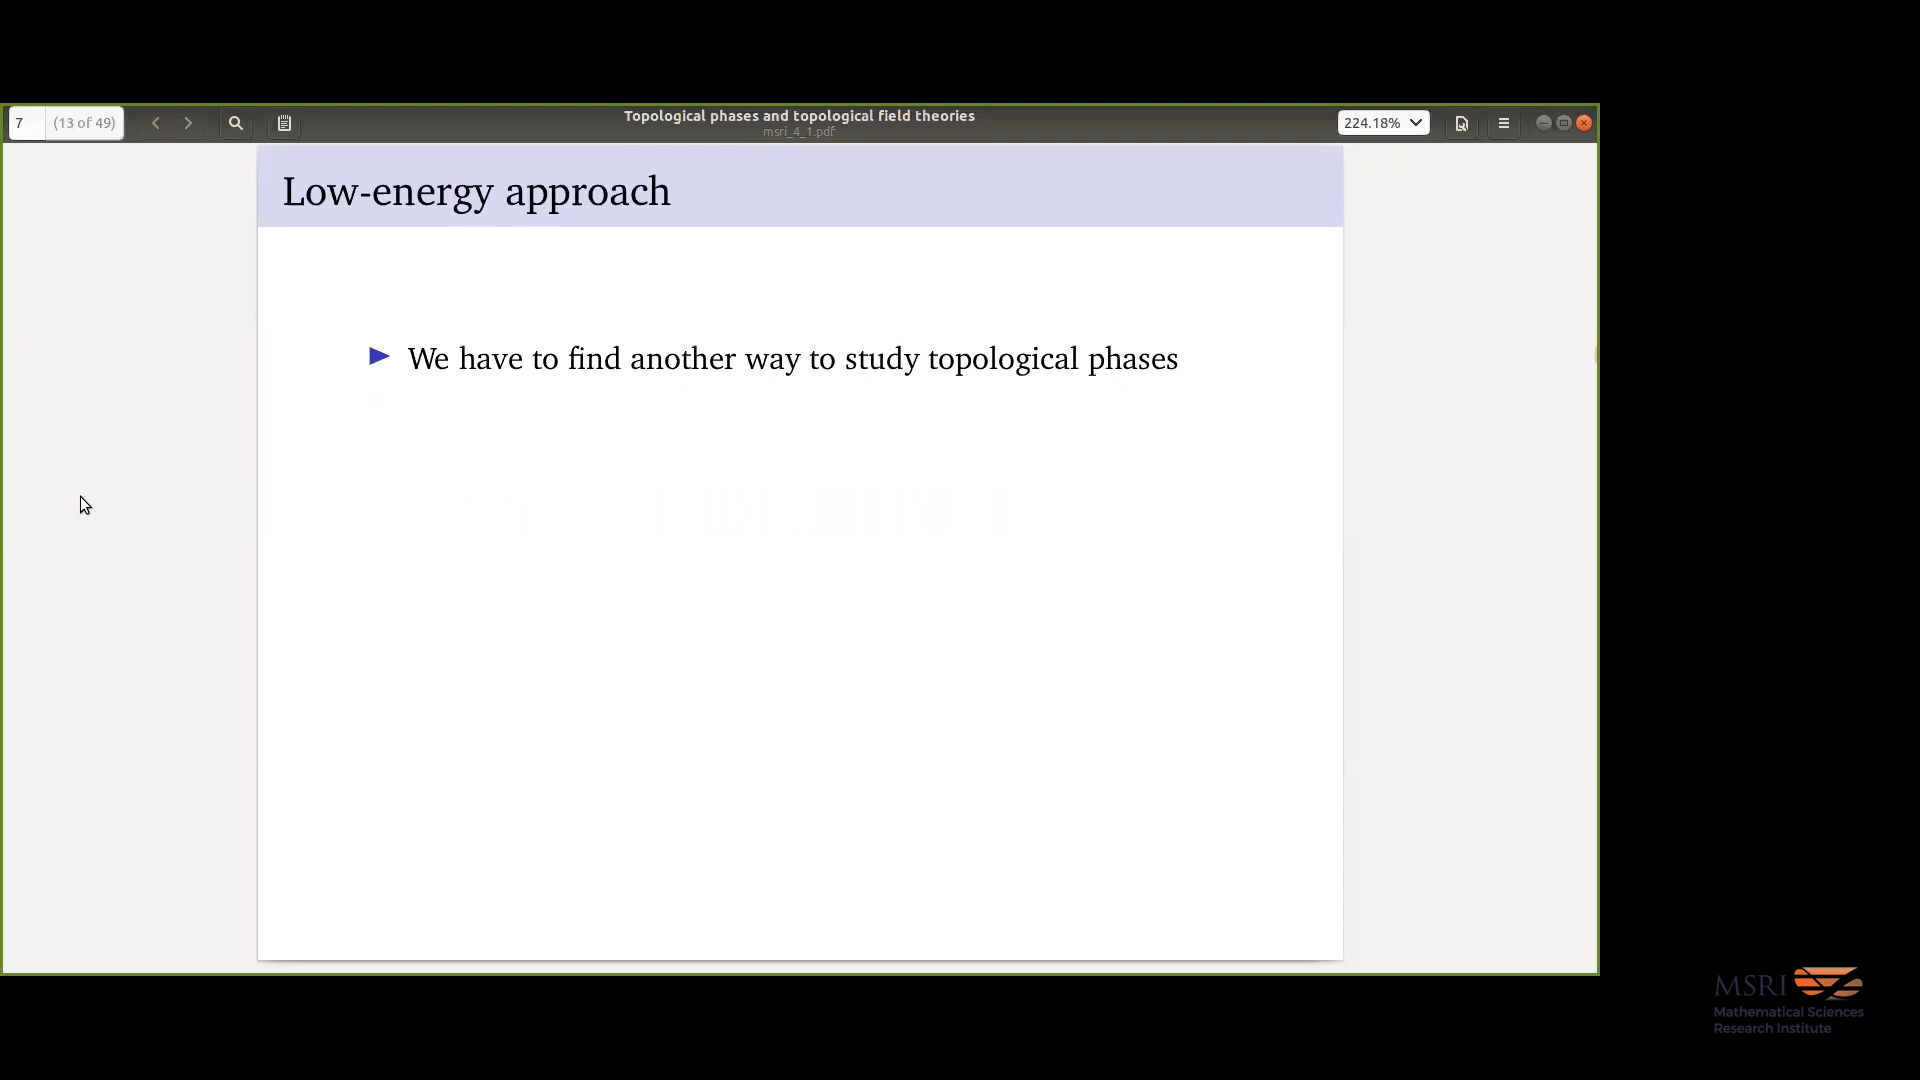 7 (13 of 49)
Topological phases and topological field theories
msri_4_1.pdf
224.18%
Low-energy approach
We have to find another way to study topological phases
MSRI
Mathematical Sciences
Research Institute